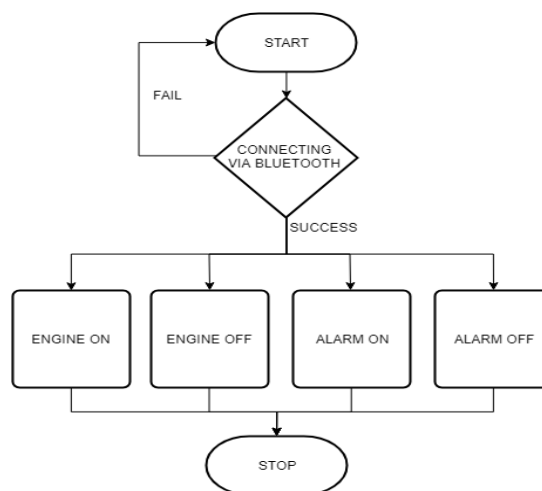 START
FAIL
CONNECTING
VIA BLUETOOTH
SUCCESS
ENGINE ON
ENGINE OFF
ALARM ON
ALARM OFF
STOP